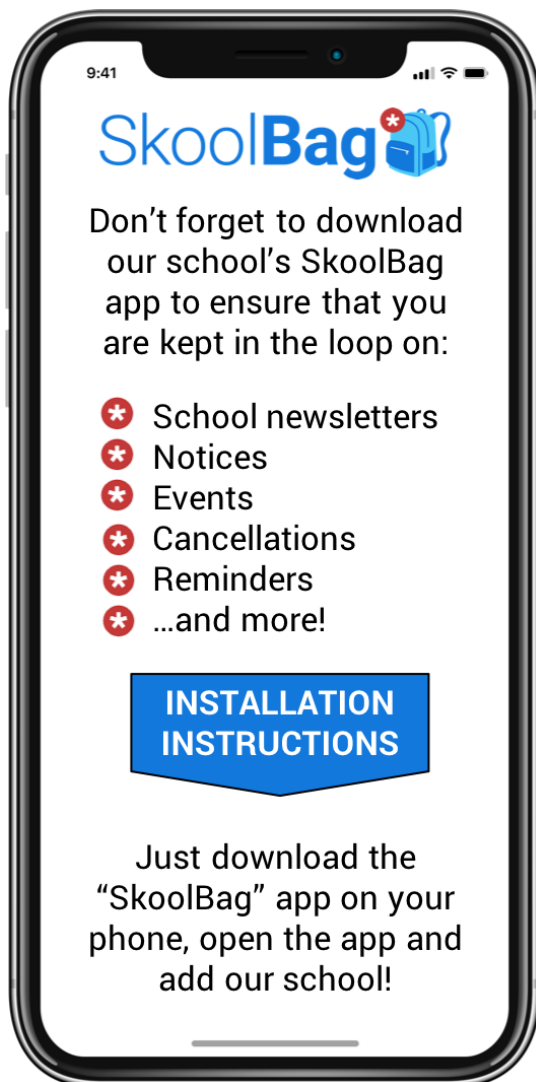 9:41
SkoolBag
Don’t forget to download
our school’s SkoolBag
app to ensure that you
are kept in the loop on:
School newsletters
Notices
Events
Cancellations
Reminders
...and more!
INSTALLATION
INSTRUCTIONS
Just download the
“SkoolBag” app on your
phone, open the app and
add our school!